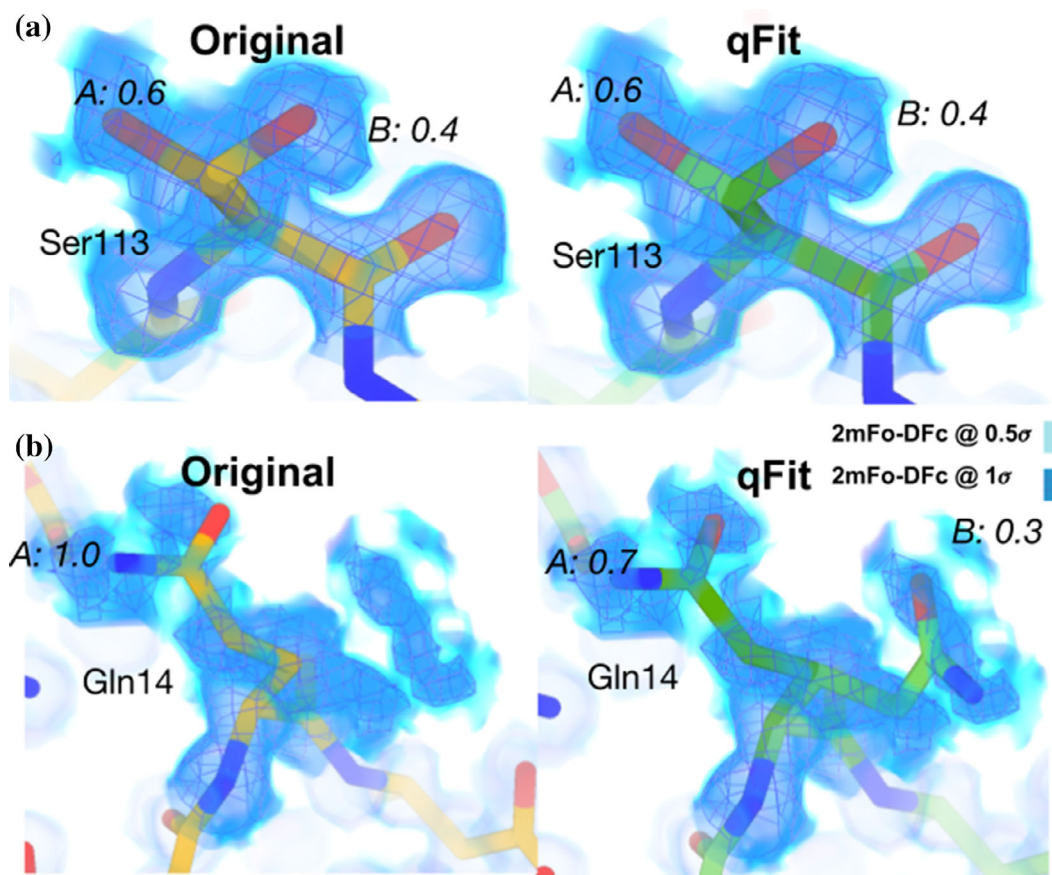 (a)
Original
qFit
A: 0.6
B: 0.4
A: 0.6
B: 0.4
Ser113
Ser113
(b)
Original
qFit
2mFo-DFc @ 0.5σ
2mFo-DFc @ 1σ
A: 1.0
A: 0.7
B: 0.3
Gln14
Gln14